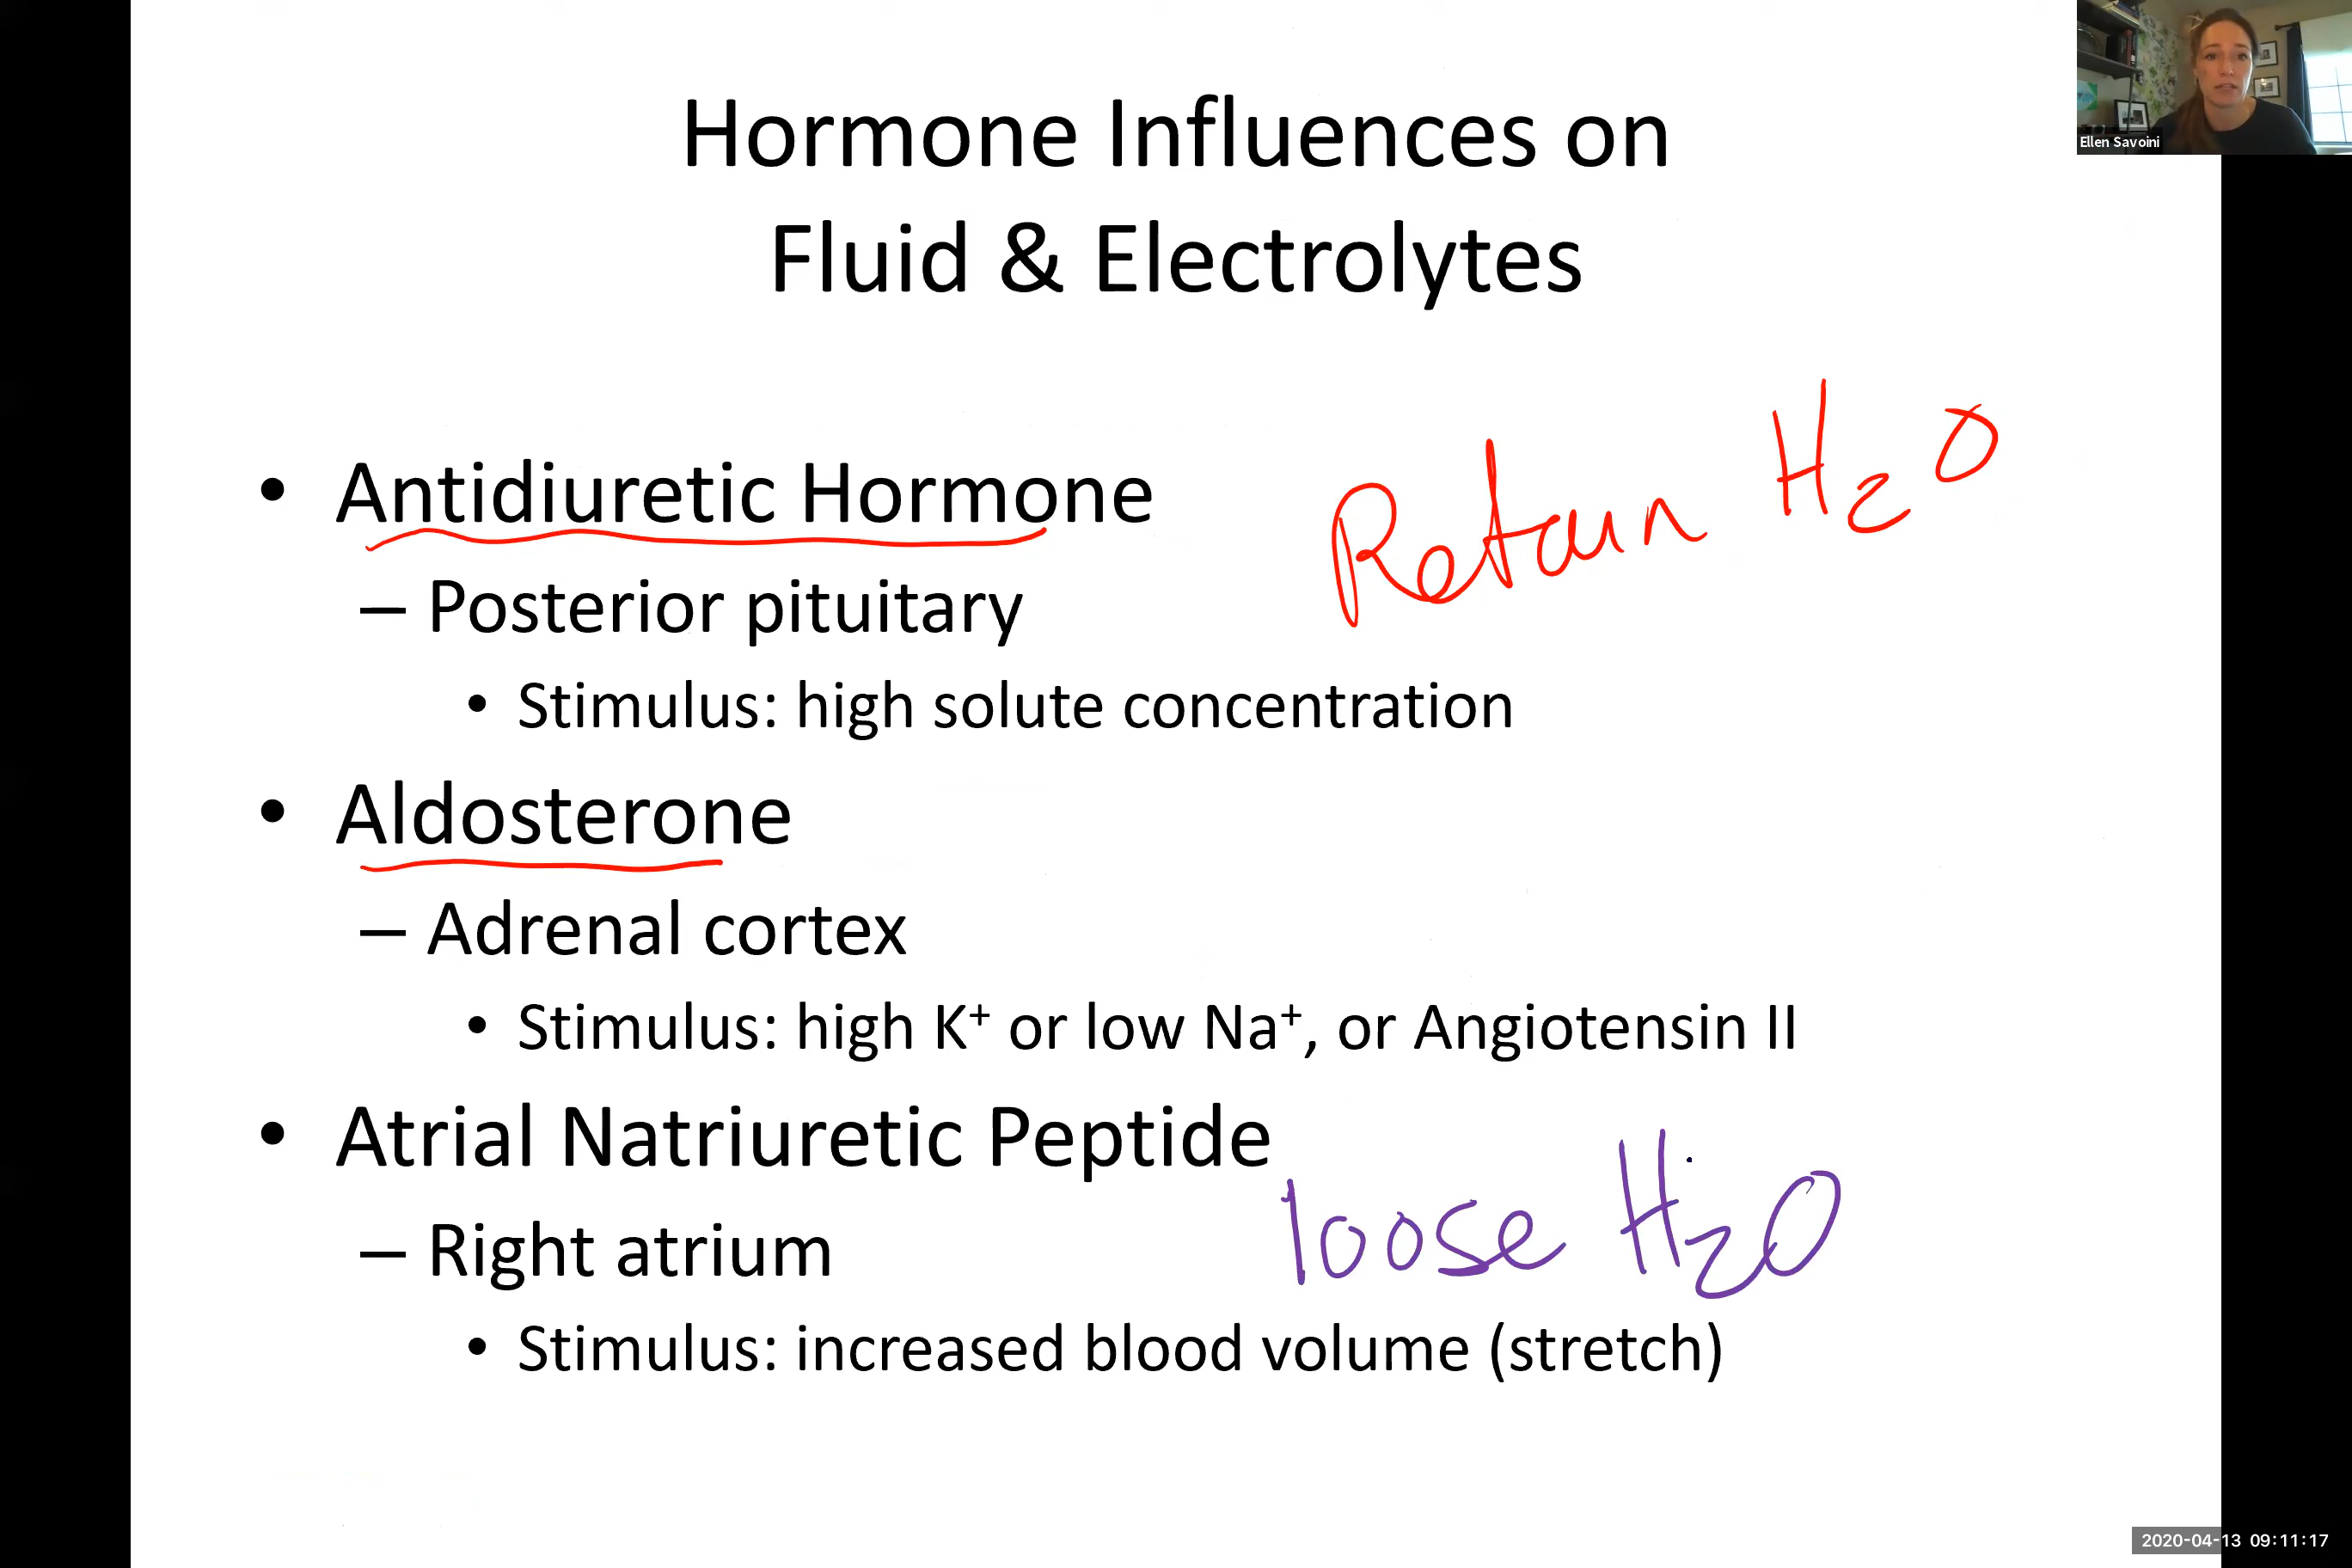 Hormone Influences on
Fluid & Electrolytes
Ellen Savoini
• Antidiuretic Hormone
Retain H₂O
– Posterior pituitary
• Stimulus: high solute concentration
• Aldosterone
– Adrenal cortex
• Stimulus: high K⁺ or low Na⁺, or Angiotensin II
• Atrial Natriuretic Peptide
loose H₂O
– Right atrium
• Stimulus: increased blood volume (stretch)
2020-04-13 09:11:17